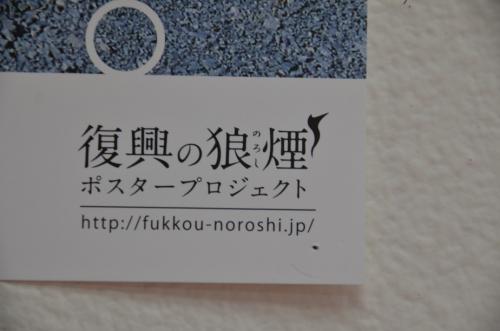 復興の狼煙
のろし
ポスタープロジェクト
http://fukkou-noroshi.jp/